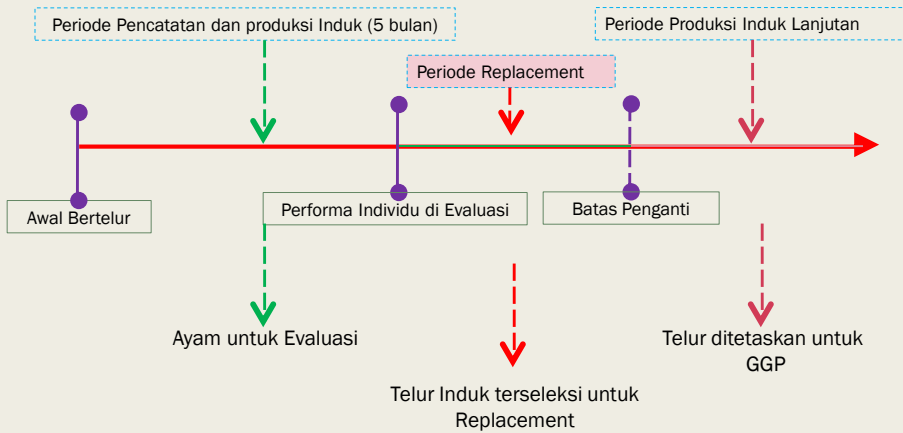 Periode Pencatatan dan produksi Induk (5 bulan)
Periode Produksi Induk Lanjutan
Periode Replacement
Awal Bertelur
Performa Individu di Evaluasi
Batas Penganti
Ayam untuk Evaluasi
Telur ditetaskan untuk
GGP
Telur Induk terseleksi untuk
Replacement